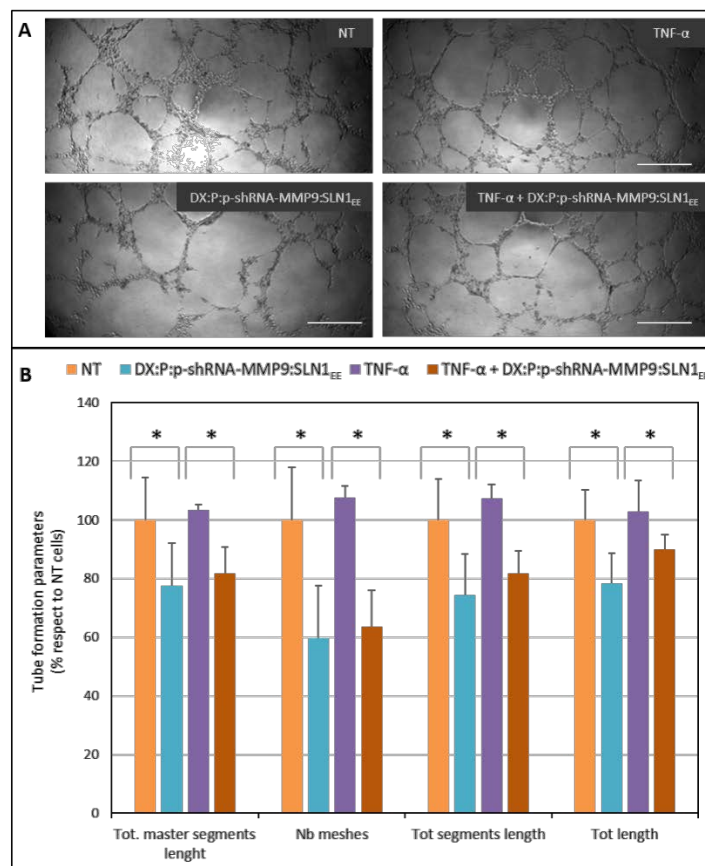 A
NT
TNF-α
DX:P:p-shRNA-MMP9:SLN1EE
TNF-α + DX:P:p-shRNA-MMP9:SLN1EE
B
NT DX:P:p-shRNA-MMP9:SLN1EE TNF-α TNF-α + DX:P:p-shRNA-MMP9:SLN1EE
Tube formation parameters
(% respect to NT cells)
140
120
100
80
60
40
20
0
* * * * * * * *
Tot. master segments
lenght
Nb meshes
Tot segments length
Tot length